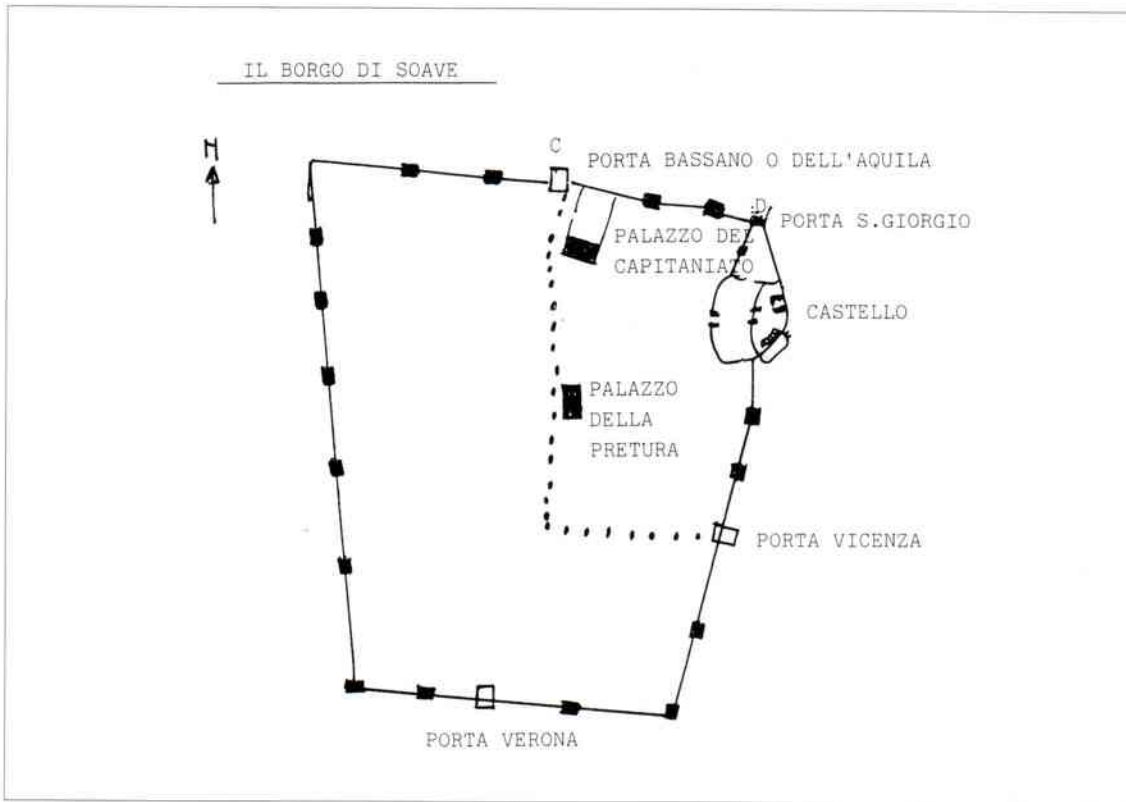 IL BORGO DI SOAVE
N
C
PORTA BASSANO O DELL'AQUILA
D
PORTA S.GIORGIO
PALAZZO DEL
CAPITANIATO
CASTELLO
PALAZZO
DELLA
PRETURA
PORTA VICENZA
PORTA VERONA